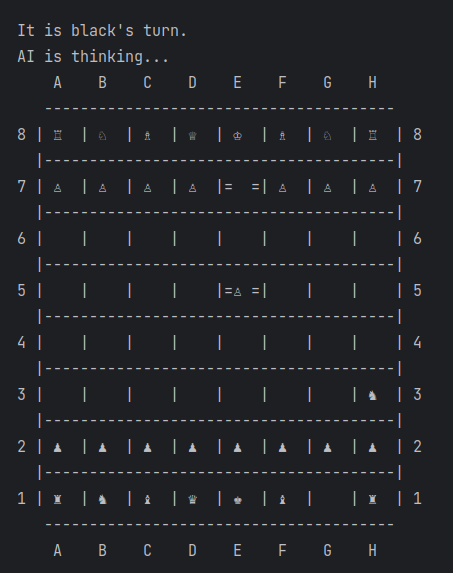 It is black's turn.
AI is thinking...
A B C D E F G H
---------------------------------------
8 | ♖ | ♘ | ♗ | ♕ | ♔ | ♗ | ♘ | ♖ | 8
|---------------------------------------|
7 | ♙ | ♙ | ♙ | ♙ |= =| ♙ | ♙ | ♙ | 7
|---------------------------------------|
6 | | | | | | | | | 6
|---------------------------------------|
5 | | | | |=♙ =| | | | 5
|---------------------------------------|
4 | | | | | | | | | 4
|---------------------------------------|
3 | | | | | | | | ♞ | 3
|---------------------------------------|
2 | ♟ | ♟ | ♟ | ♟ | ♟ | ♟ | ♟ | ♟ | 2
|---------------------------------------|
1 | ♜ | ♞ | ♝ | ♛ | ♚ | ♝ | | ♜ | 1
---------------------------------------
A B C D E F G H